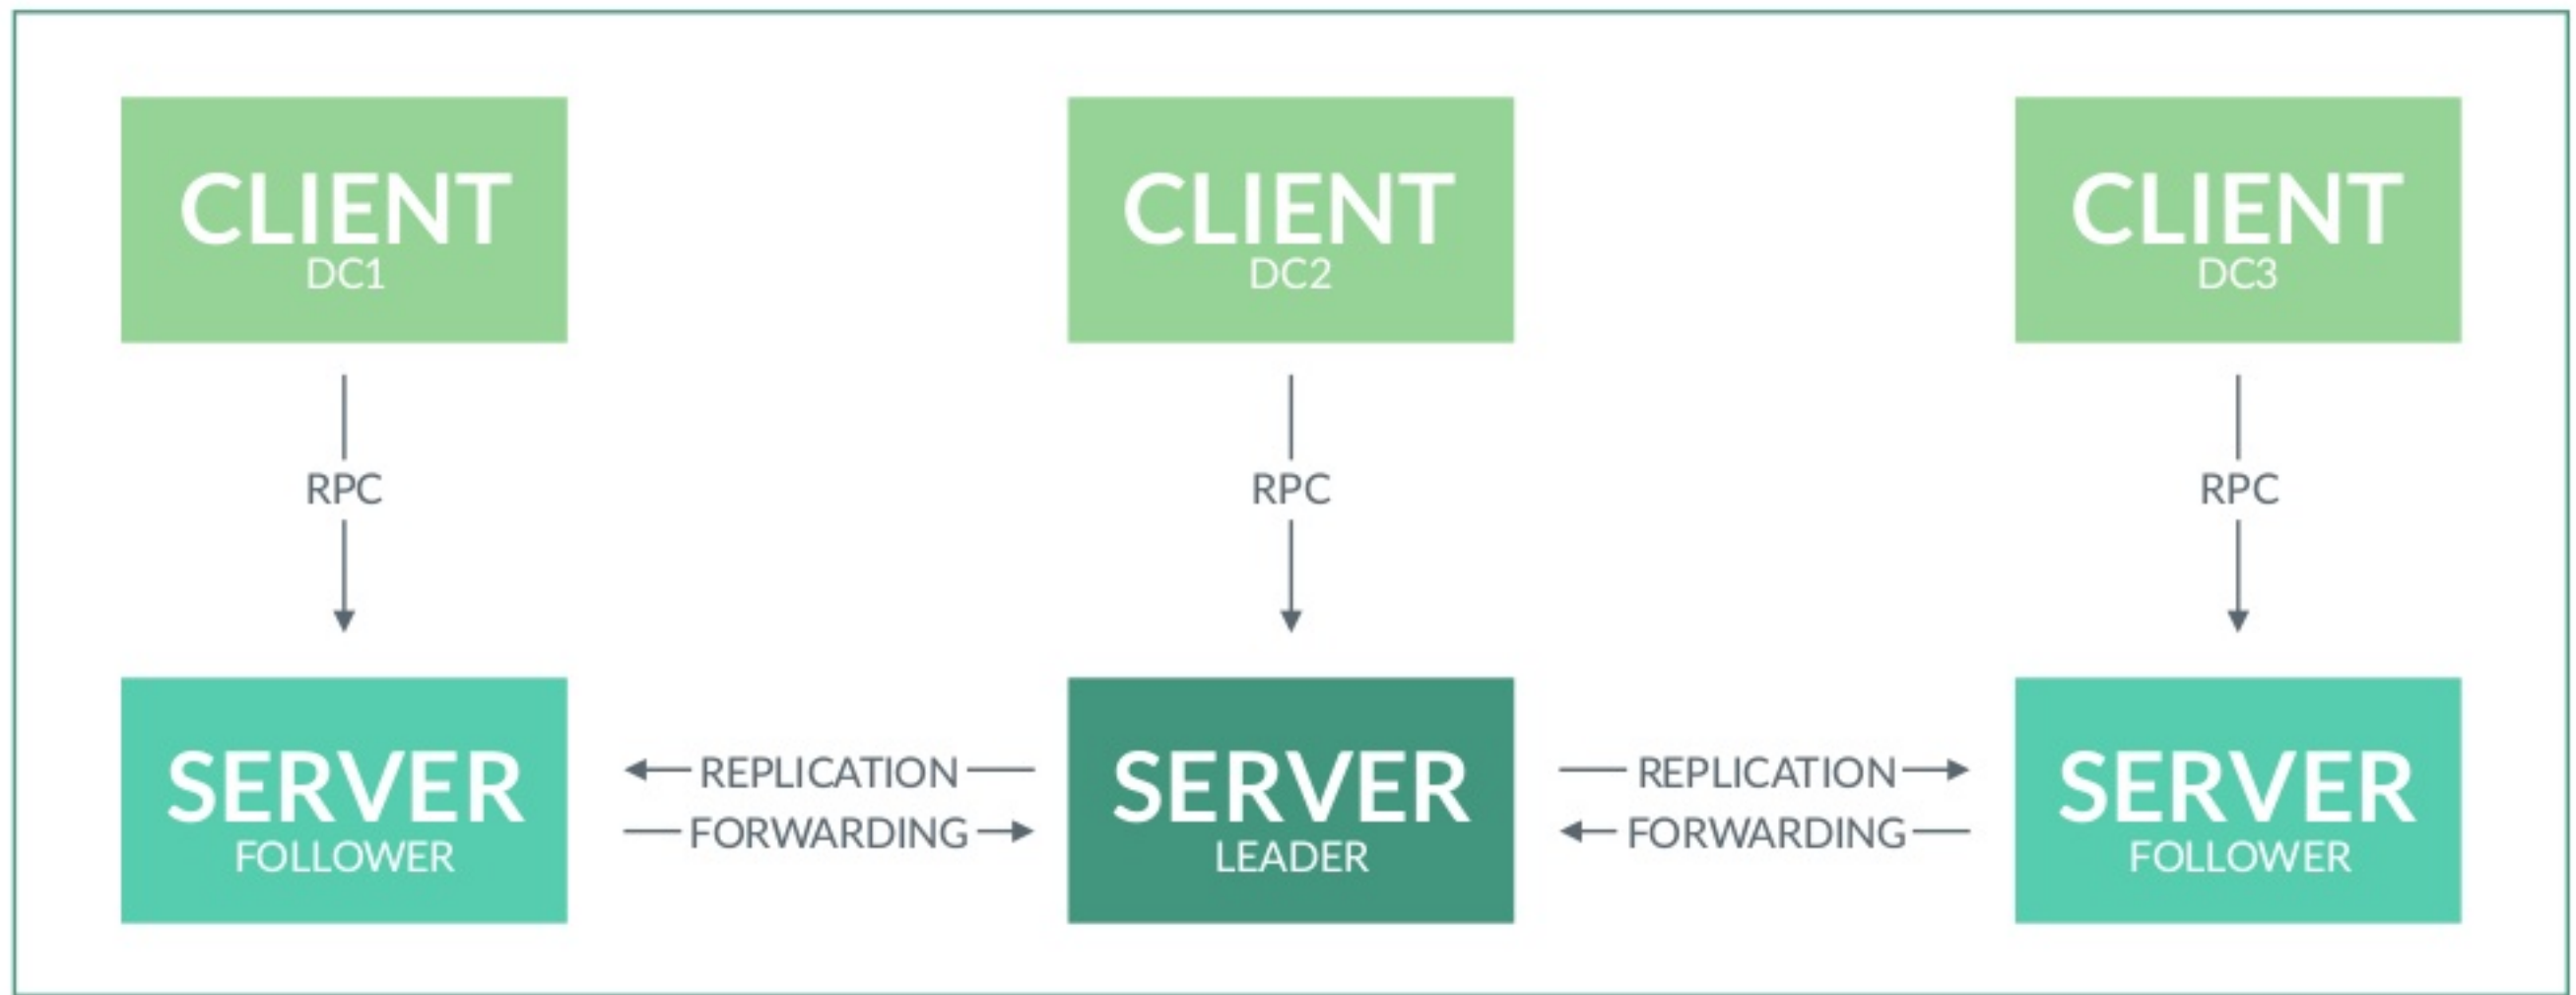 CLIENT
DC1
CLIENT
DC2
CLIENT
DC3
RPC
RPC
RPC
SERVER
FOLLOWER
REPLICATION
FORWARDING
SERVER
LEADER
REPLICATION
FORWARDING
SERVER
FOLLOWER